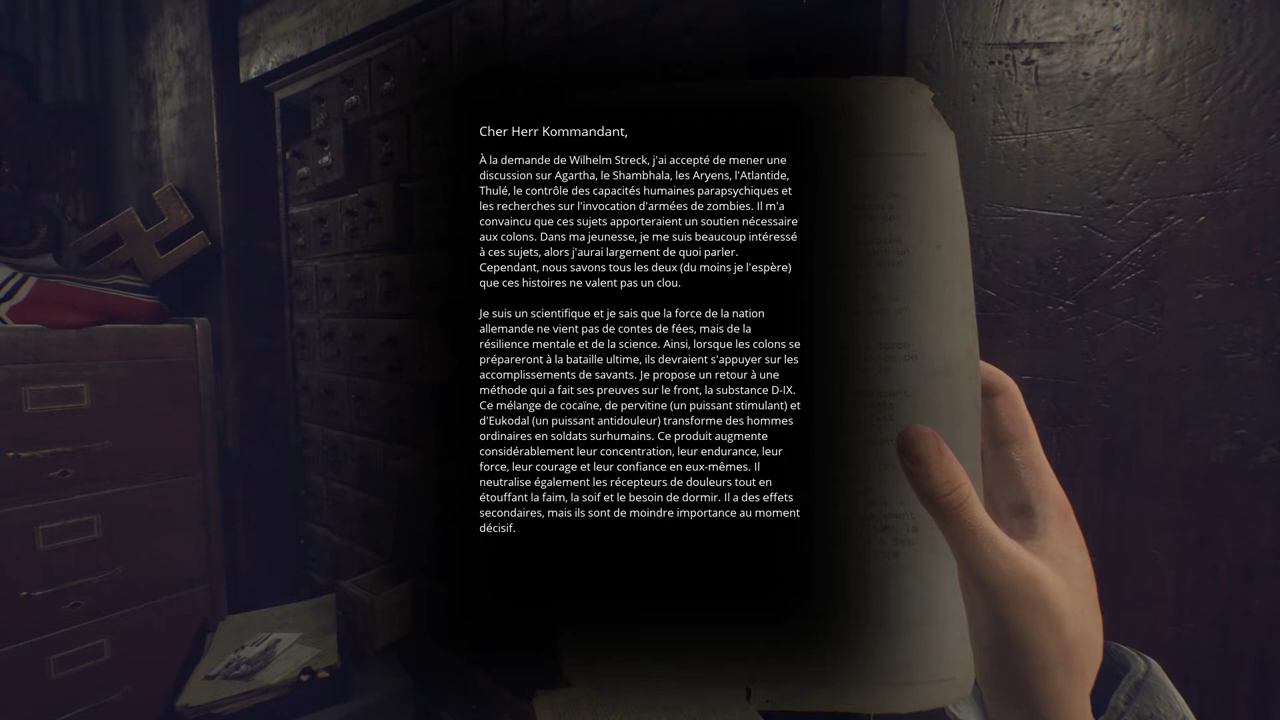 Cher Herr Kommandant,
À la demande de Wilhelm Streck, j'ai accepté de mener une
discussion sur Agartha, le Shambhala, les Aryens, l'Atlantide,
Thulé, le contrôle des capacités humaines parapsychiques et
les recherches sur l'invocation d'armées de zombies. Il m'a
convaincu que ces sujets apporteraient un soutien nécessaire
aux colons. Dans ma jeunesse, je me suis beaucoup intéressé
à ces sujets, alors j'aurai largement de quoi parler.
Cependant, nous savons tous les deux (du moins je l'espère)
que ces histoires ne valent pas un clou.
Je suis un scientifique et je sais que la force de la nation
allemande ne vient pas de contes de fées, mais de la
résilience mentale et de la science. Ainsi, lorsque les colons se
prépareront à la bataille ultime, ils devraient s'appuyer sur les
accomplissements de savants. Je propose un retour à une
méthode qui a fait ses preuves sur le front, la substance D-IX.
Ce mélange de cocaïne, de pervitine (un puissant stimulant) et
d'Eukodal (un puissant antidouleur) transforme des hommes
ordinaires en soldats surhumains. Ce produit augmente
considérablement leur concentration, leur endurance, leur
force, leur courage et leur confiance en eux-mêmes. Il
neutralise également les récepteurs de douleurs tout en
étouffant la faim, la soif et le besoin de dormir. Il a des effets
secondaires, mais ils sont de moindre importance au moment
décisif.